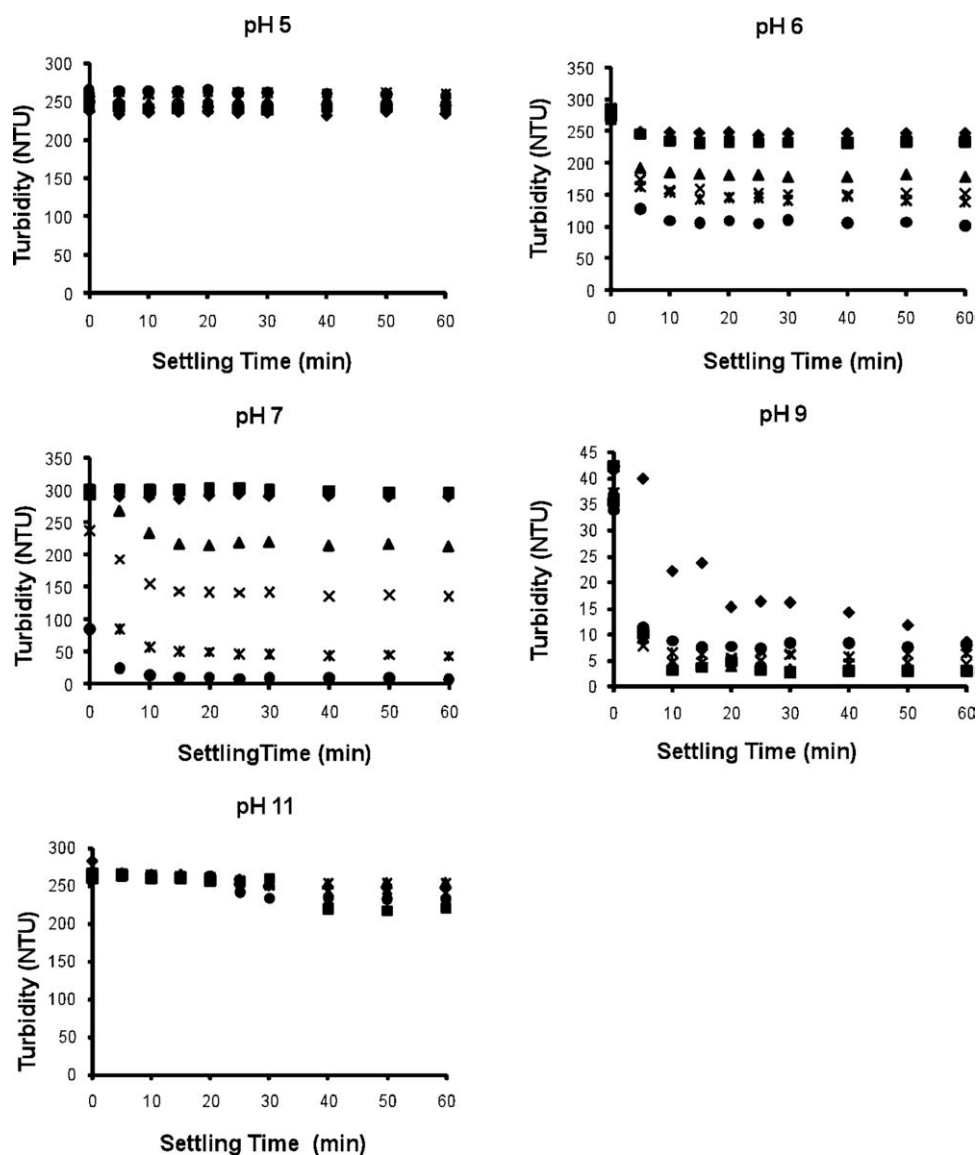 pH 5
Turbidity (NTU)
300
250
200
150
100
50
0
0 10 20 30 40 50 60
Settling Time (min)
pH 6
Turbidity (NTU)
350
300
250
200
150
100
50
0
0 10 20 30 40 50 60
Settling Time (min)
pH 7
Turbidity (NTU)
350
300
250
200
150
100
50
0
0 10 20 30 40 50 60
SettlingTime (min)
pH 9
Turbidity (NTU)
45
40
35
30
25
20
15
10
5
0
0 10 20 30 40 50 60
Settling Time (min)
pH 11
Turbidity (NTU)
300
250
200
150
100
50
0
0 10 20 30 40 50 60
Settling Time (min)